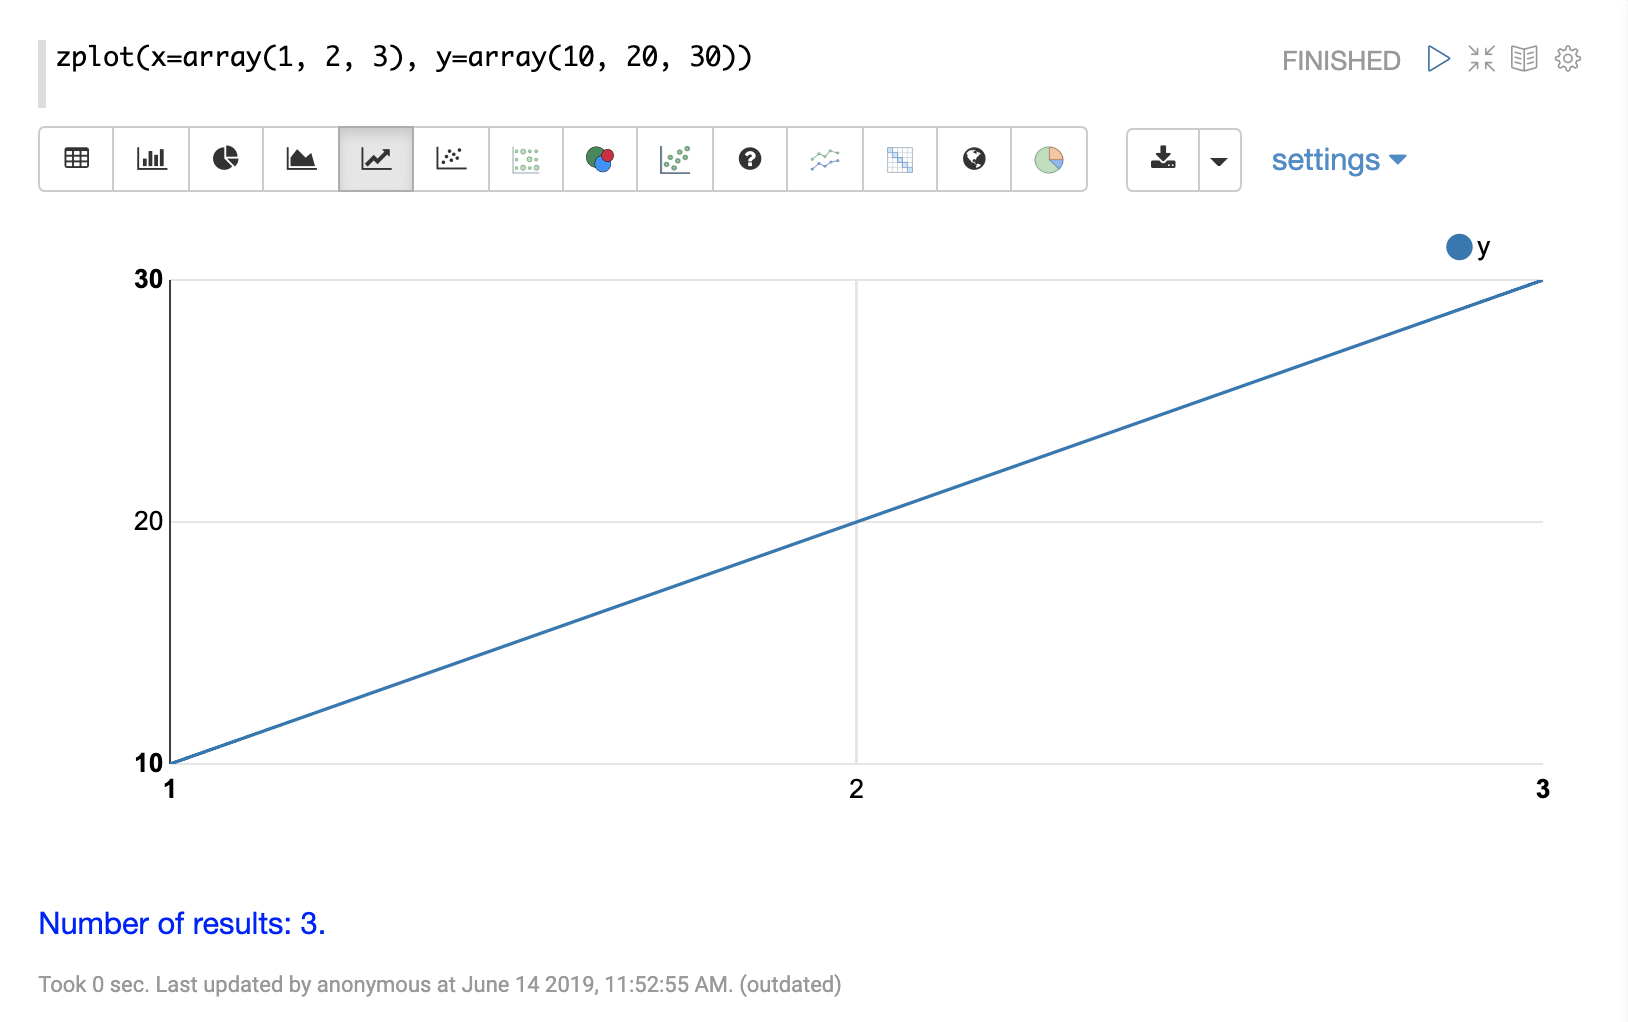 zplot(x=array(1, 2, 3), y=array(10, 20, 30))
FINISHED
settings
y
30
20
10
1 2 3
Number of results: 3.
Took 0 sec. Last updated by anonymous at June 14 2019, 11:52:55 AM. (outdated)